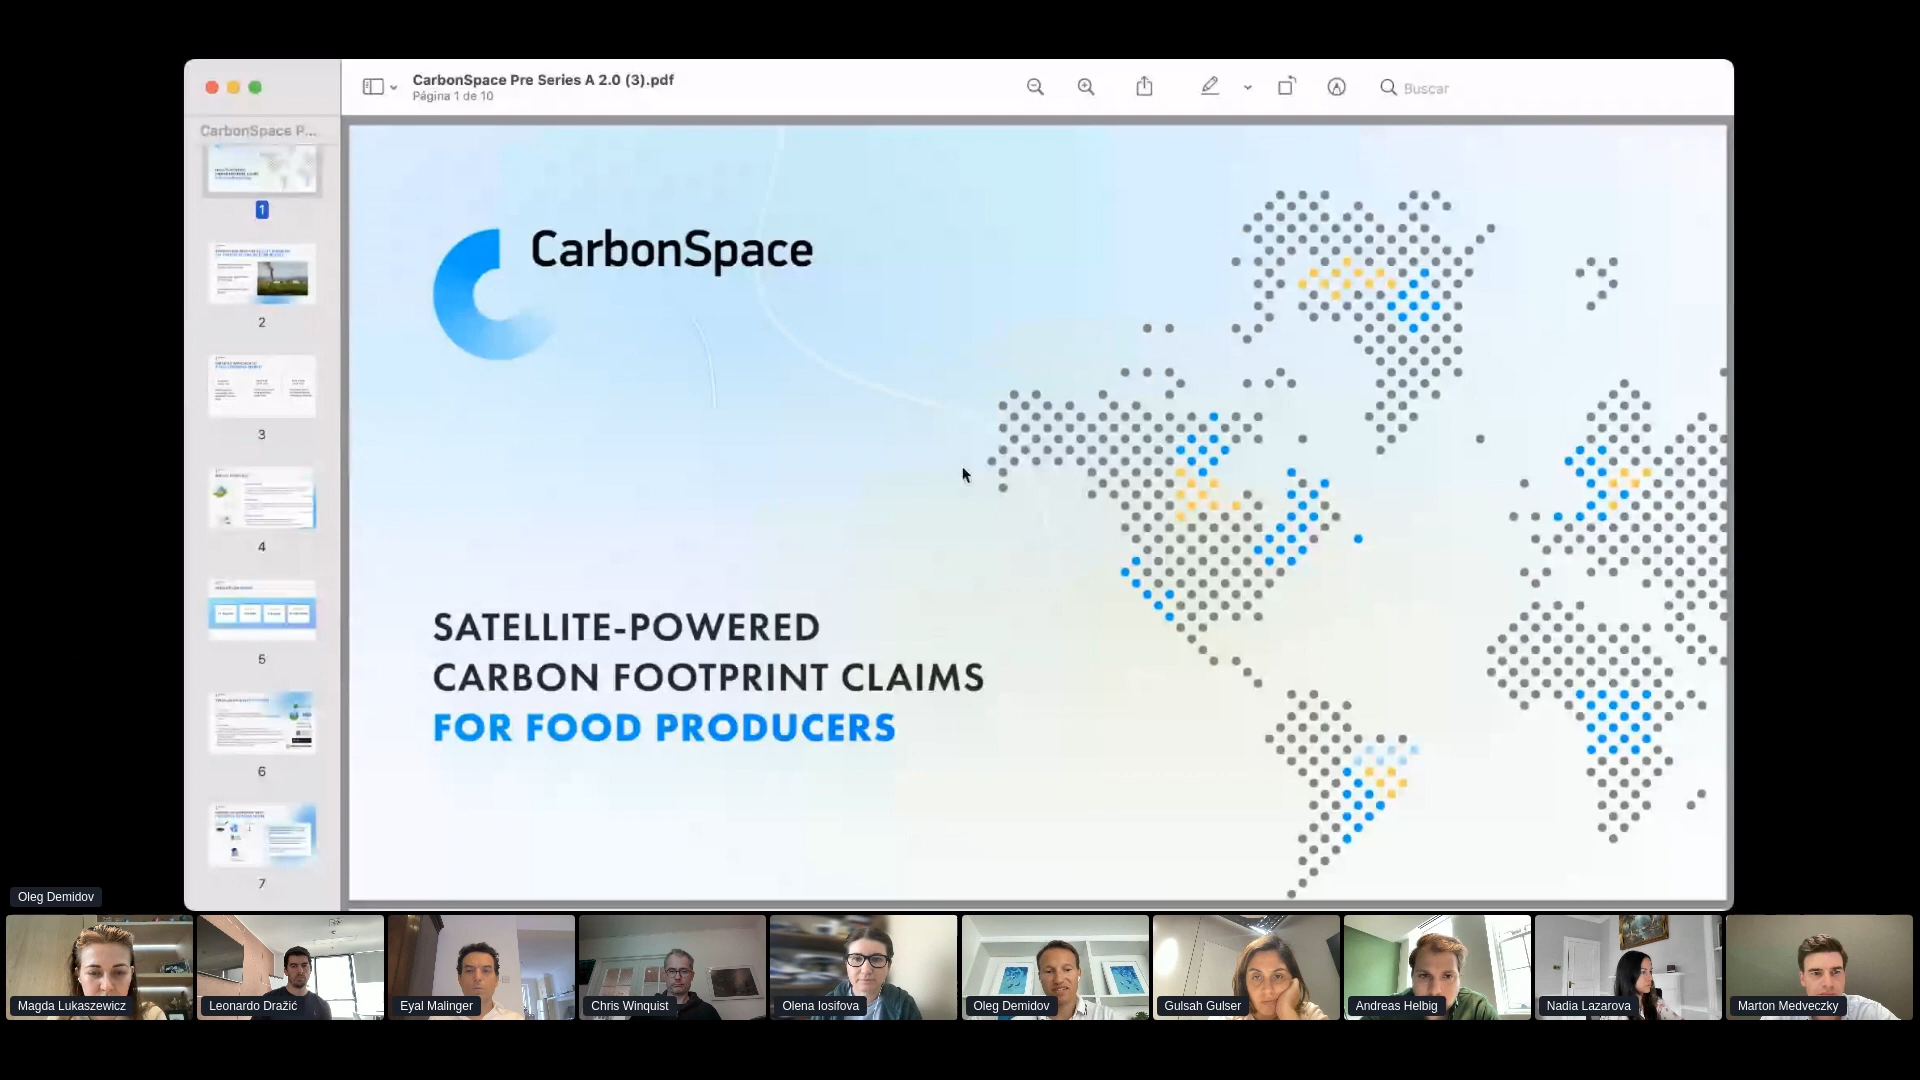 CarbonSpace Pre Series A 2.0 (3).pdf
Página 1 de 10
Buscar
CarbonSpace P...
1
2
3
4
5
6
7
CarbonSpace
SATELLITE-POWERED
CARBON FOOTPRINT CLAIMS
FOR FOOD PRODUCERS
Oleg Demidov
Magda Lukaszewicz
Leonardo Dražić
Eyal Malinger
Chris Winquist
Olena Iosifova
Oleg Demidov
Gulsah Gulser
Andreas Helbig
Nadia Lazarova
Marton Medveczky